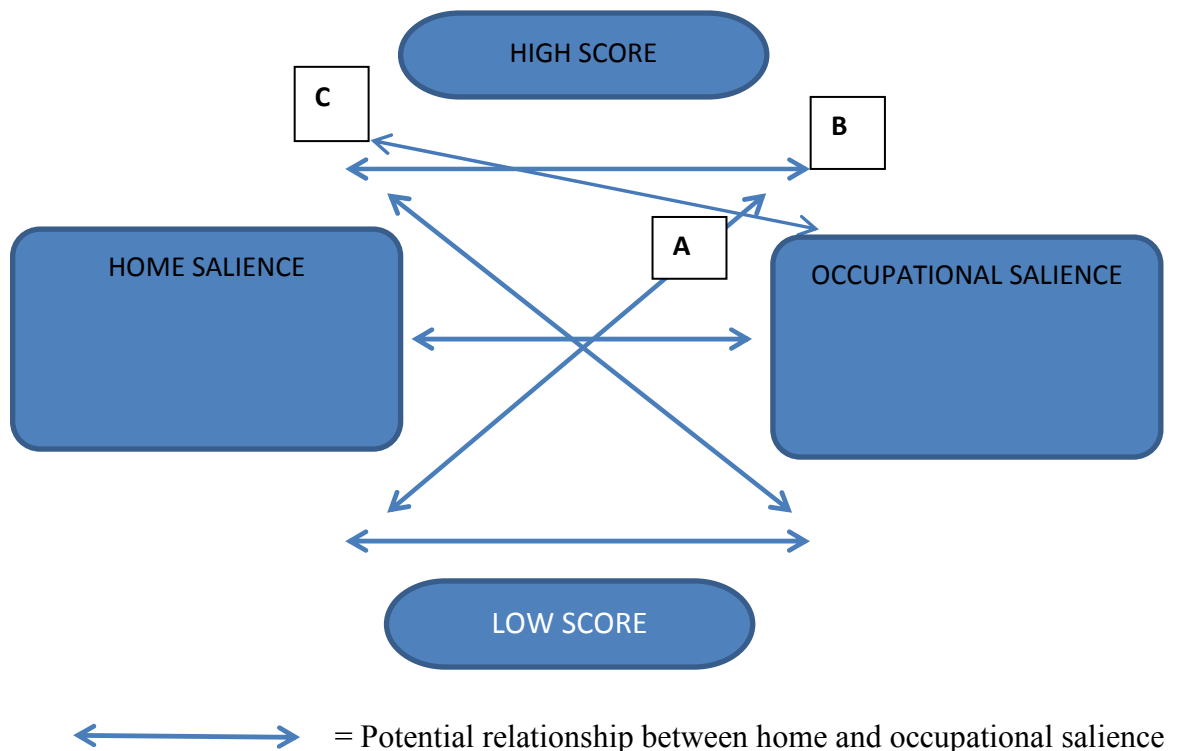 HIGH SCORE
C
B
A
HOME SALIENCE
OCCUPATIONAL SALIENCE
LOW SCORE
= Potential relationship between home and occupational salience